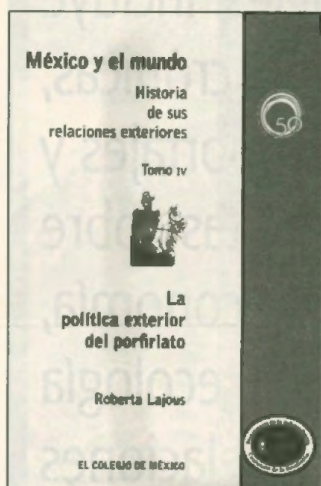 México y el mundo
Historia
de sus
relaciones exteriores
Tomo IV
50
La
política exterior
del porfiriato
Roberta Lajous
EL COLEGIO DE MÉXICO